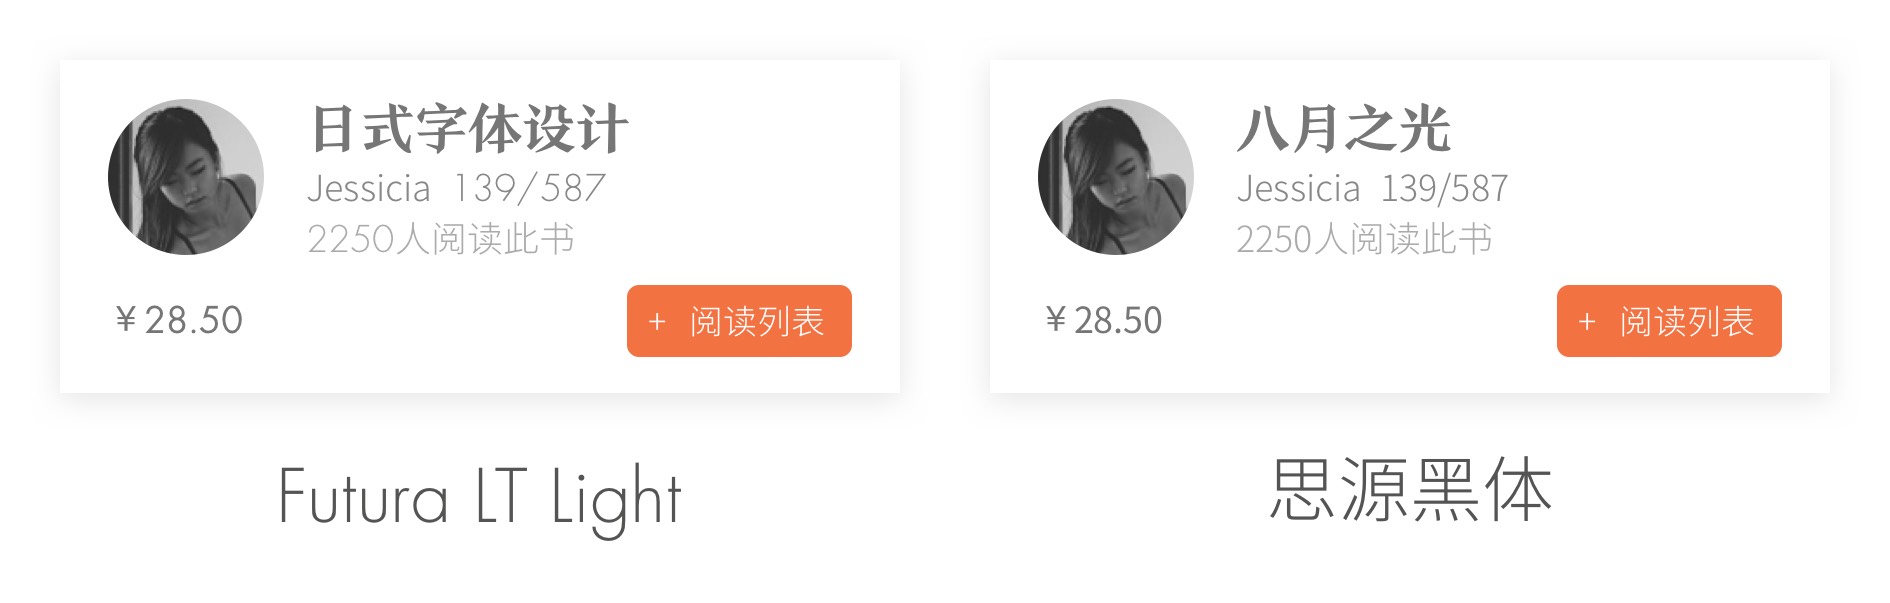 日式字体设计
Jessicia 139/587
2250人阅读此书
¥ 28.50
+ 阅读列表
Futura LT Light
八月之光
Jessicia 139/587
2250人阅读此书
¥ 28.50
+ 阅读列表
思源黑体